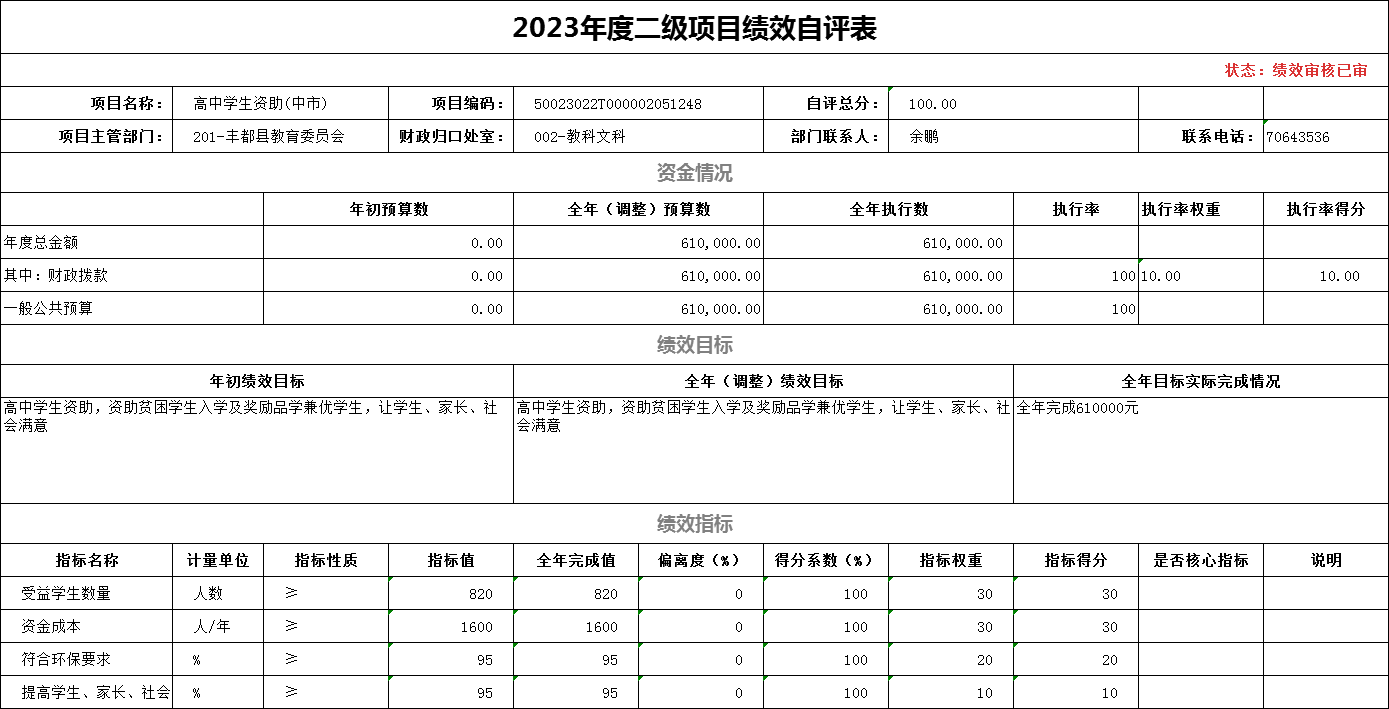 2023年度二级项目绩效自评表
状态：绩效审核已审
项目名称： 高中学生资助(中市) 项目编码： 50023022T000002051248 自评总分： 100.00
项目主管部门： 201-丰都县教育委员会 财政归口处室： 002-教科文科 部门联系人： 余鹏 联系电话： 70643536
资金情况
年初预算数 全年（调整）预算数 全年执行数 执行率 执行率权重 执行率得分
年度总金额 0.00 610,000.00 610,000.00
其中：财政拨款 0.00 610,000.00 610,000.00 100 10.00 10.00
一般公共预算 0.00 610,000.00 610,000.00 100
绩效目标
年初绩效目标 全年（调整）绩效目标 全年目标实际完成情况
高中学生资助，资助贫困学生入学及奖励品学兼优学生，让学生、家长、社 高中学生资助，资助贫困学生入学及奖励品学兼优学生，让学生、家长、社 全年完成610000元
会满意 会满意
绩效指标
指标名称 计量单位 指标性质 指标值 全年完成值 偏离度（%） 得分系数（%） 指标权重 指标得分 是否核心指标 说明
受益学生数量 人数 ≥ 820 820 0 100 30 30
资金成本 人/年 ≥ 1600 1600 0 100 30 30
符合环保要求 % ≥ 95 95 0 100 20 20
提高学生、家长、社会 % ≥ 95 95 0 100 10 10